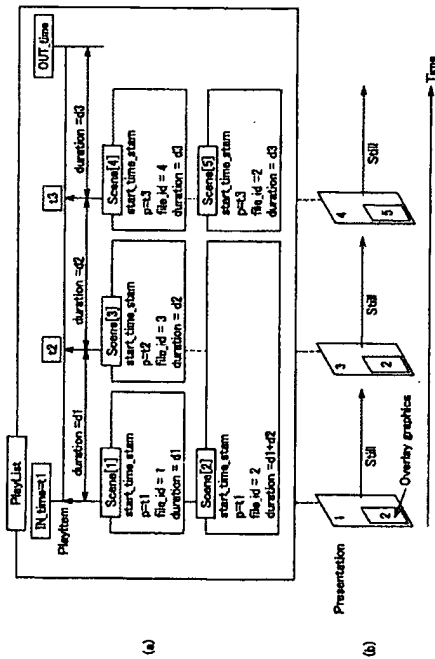 PlayList
IN_time=t1
t2
t3
OUT_time
PlayItem
duration =d1
duration =d2
duration =d3
(a)
Scene[1]
start_time_stam
p=t1
file_id = 1
duration = d1
Scene[3]
start_time_stam
p=t2
file_id = 3
duration = d2
Scene[4]
start_time_stam
p=t3
file_id = 4
duration = d3
Scene[2]
start_time_stam
p=t1
file_id = 2
duration =d1+d2
Scene[5]
start_time_stam
p=t3
file_id =2
duration = d3
Presentation
(b)
1
2
Still
3
2
Still
4
5
Still
Overlay graphics
Time